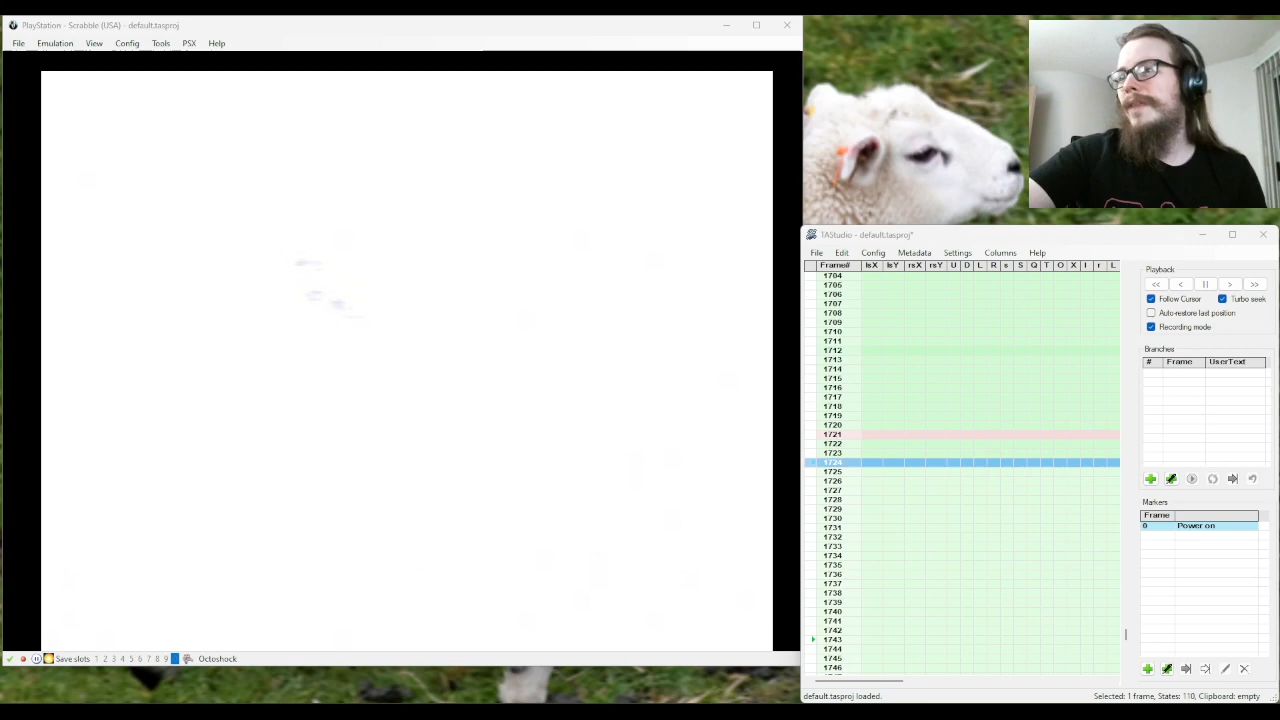 PlayStation - Scrabble (USA) - default.tasproj
File Emulation View Config Tools PSX Help
Save slots 1 2 3 4 5 6 7 8 9 Octoshock
TAStudio - default.tasproj*
File Edit Config Metadata Settings Columns Help
Frame# lsX lsY rsX rsY U D L R s S Q T O X l r L
1704
1705
1706
1707
1708
1709
1710
1711
1712
1713
1714
1715
1716
1717
1718
1719
1720
1721
1722
1723
1724
1725
1726
1727
1728
1729
1730
1731
1732
1733
1734
1735
1736
1737
1738
1739
1740
1741
1742
1743
1744
1745
1746
Playback
<< < || > >>
Follow Cursor Turbo seek
Auto-restore last position
Recording mode
Branches
# Frame UserText
Markers
Frame
0 Power on
default.tasproj loaded.
Selected: 1 frame, States: 110, Clipboard: empty